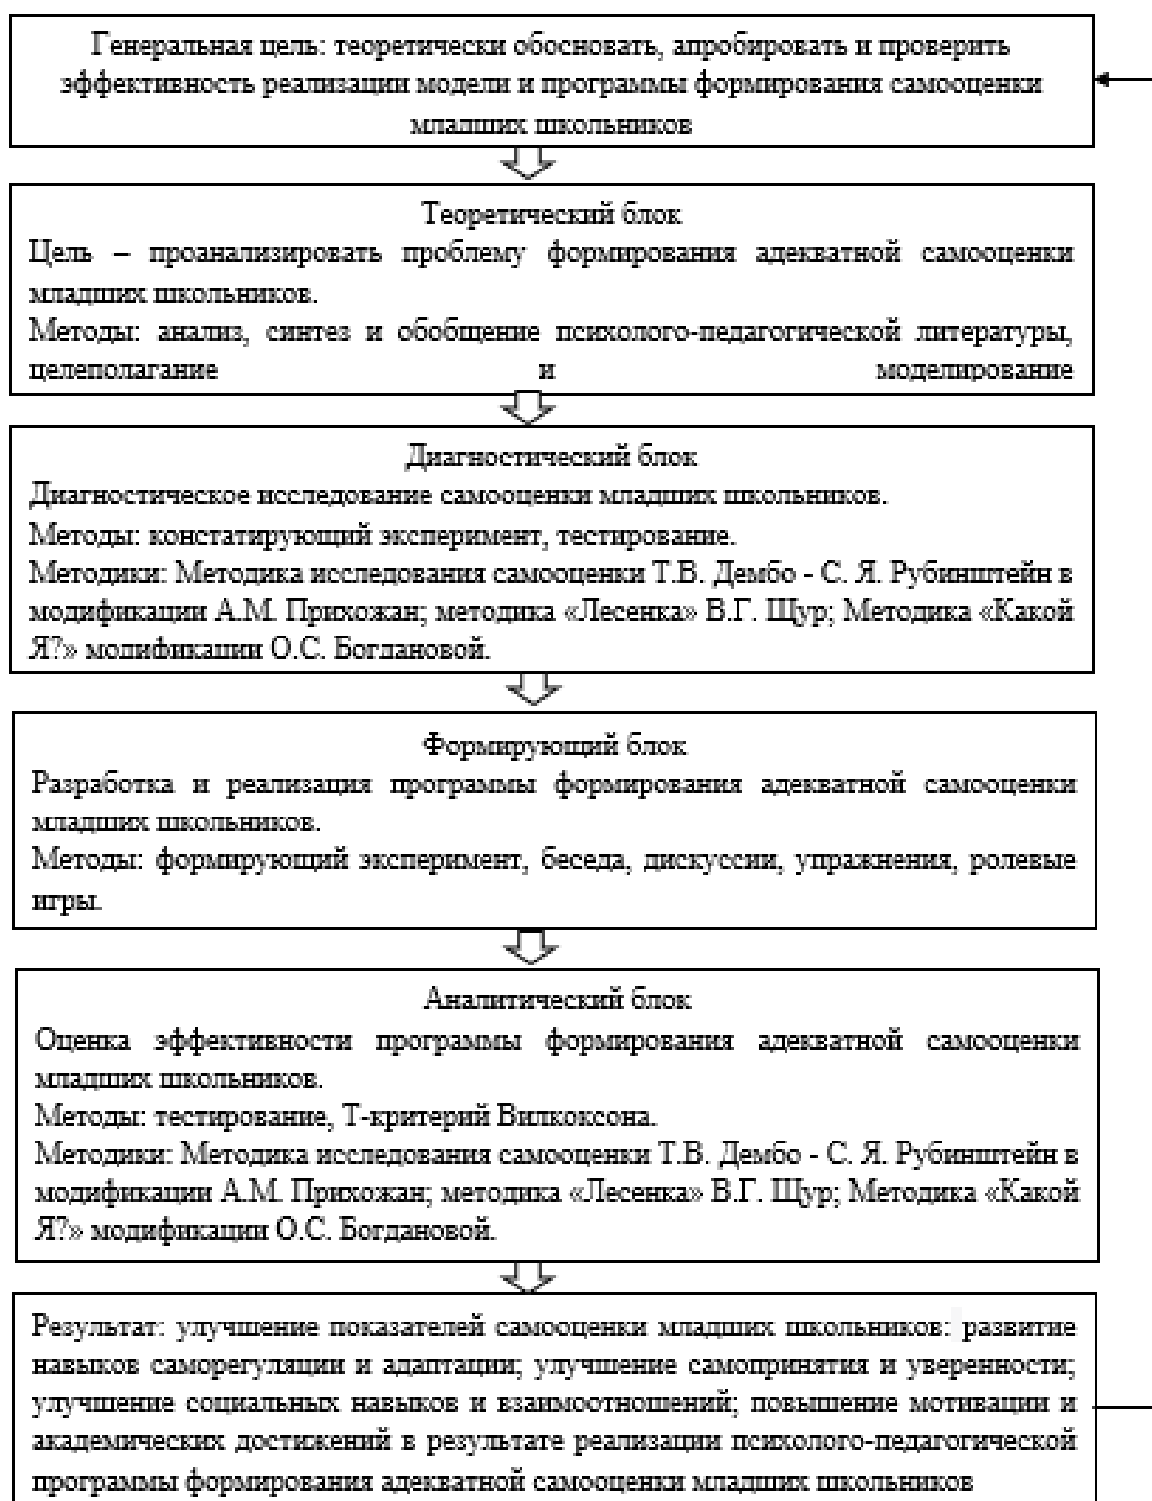 Генеральная цель: теоретически обосновать, апробировать и проверить
эффективность реализации модели и программы формирования самооценки
младших школьников
Теоретический блок
Цель – проанализировать проблему формирования адекватной самооценки
младших школьников.
Методы: анализ, синтез и обобщение психолого-педагогической литературы,
целеполагание и моделирование
Диагностический блок
Диагностическое исследование самооценки младших школьников.
Методы: констатирующий эксперимент, тестирование.
Методики: Методика исследования самооценки Т.В. Дембо - С. Я. Рубинштейн в
модификации А.М. Прихожан; методика «Лесенка» В.Г. Щур; Методика «Какой
Я?» модификации О.С. Богдановой.
Формирующий блок
Разработка и реализация программы формирования адекватной самооценки
младших школьников.
Методы: формирующий эксперимент, беседа, дискуссии, упражнения, ролевые
игры.
Аналитический блок
Оценка эффективности программы формирования адекватной самооценки
младших школьников.
Методы: тестирование, Т-критерий Вилкоксона.
Методики: Методика исследования самооценки Т.В. Дембо - С. Я. Рубинштейн в
модификации А.М. Прихожан; методика «Лесенка» В.Г. Щур; Методика «Какой
Я?» модификации О.С. Богдановой.
Результат: улучшение показателей самооценки младших школьников: развитие
навыков саморегуляции и адаптации; улучшение самопринятия и уверенности;
улучшение социальных навыков и взаимоотношений; повышение мотивации и
академических достижений в результате реализации психолого-педагогической
программы формирования адекватной самооценки младших школьников